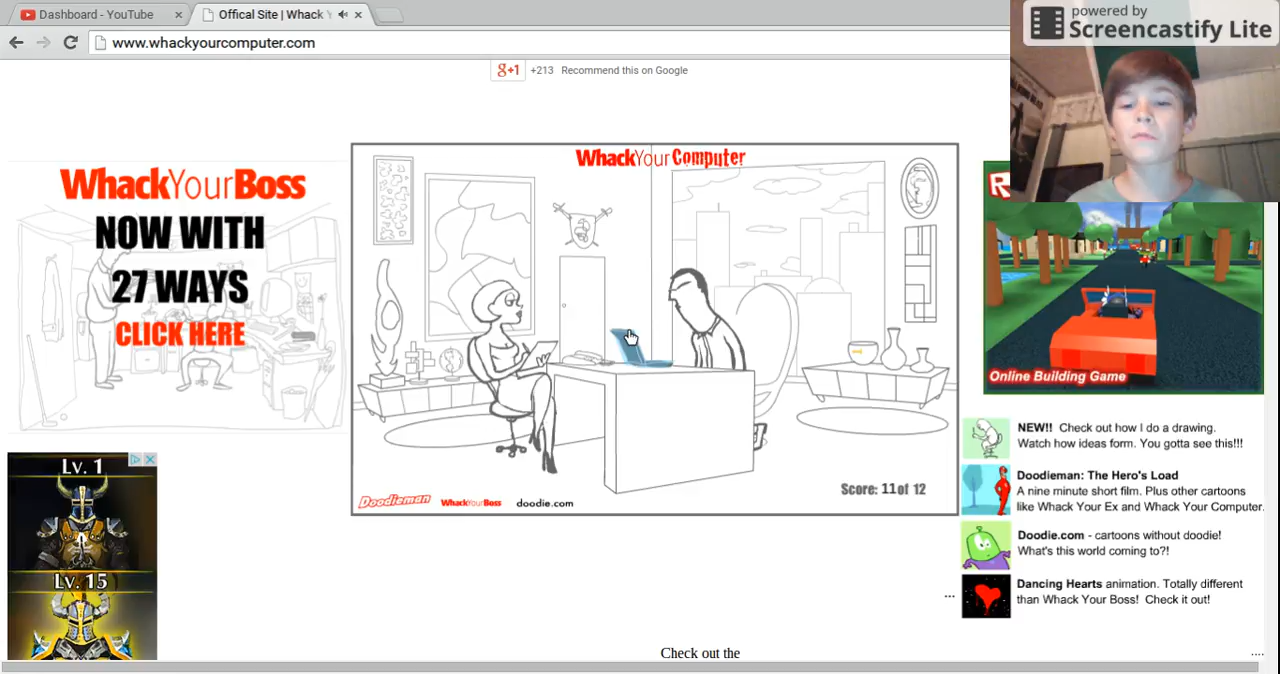 Dashboard - YouTube
Offical Site | Whack Y
powered by
Screencastify Lite
www.whackyourcomputer.com
g+1 +213 Recommend this on Google
WhackYourBoss
NOW WITH
27 WAYS
CLICK HERE
WhackYourComputer
Score: 11 of 12
Doodieman WhackYourBoss doodie.com
R
Online Building Game
NEW!! Check out how I do a drawing.
Watch how ideas form. You gotta see this!!!
Doodieman: The Hero's Load
A nine minute short film. Plus other cartoons
like Whack Your Ex and Whack Your Computer.
Doodie.com - cartoons without doodie!
What's this world coming to?!
Dancing Hearts animation. Totally different
than Whack Your Boss! Check it out!
...
Lv. 1
Lv. 15
Check out the
....